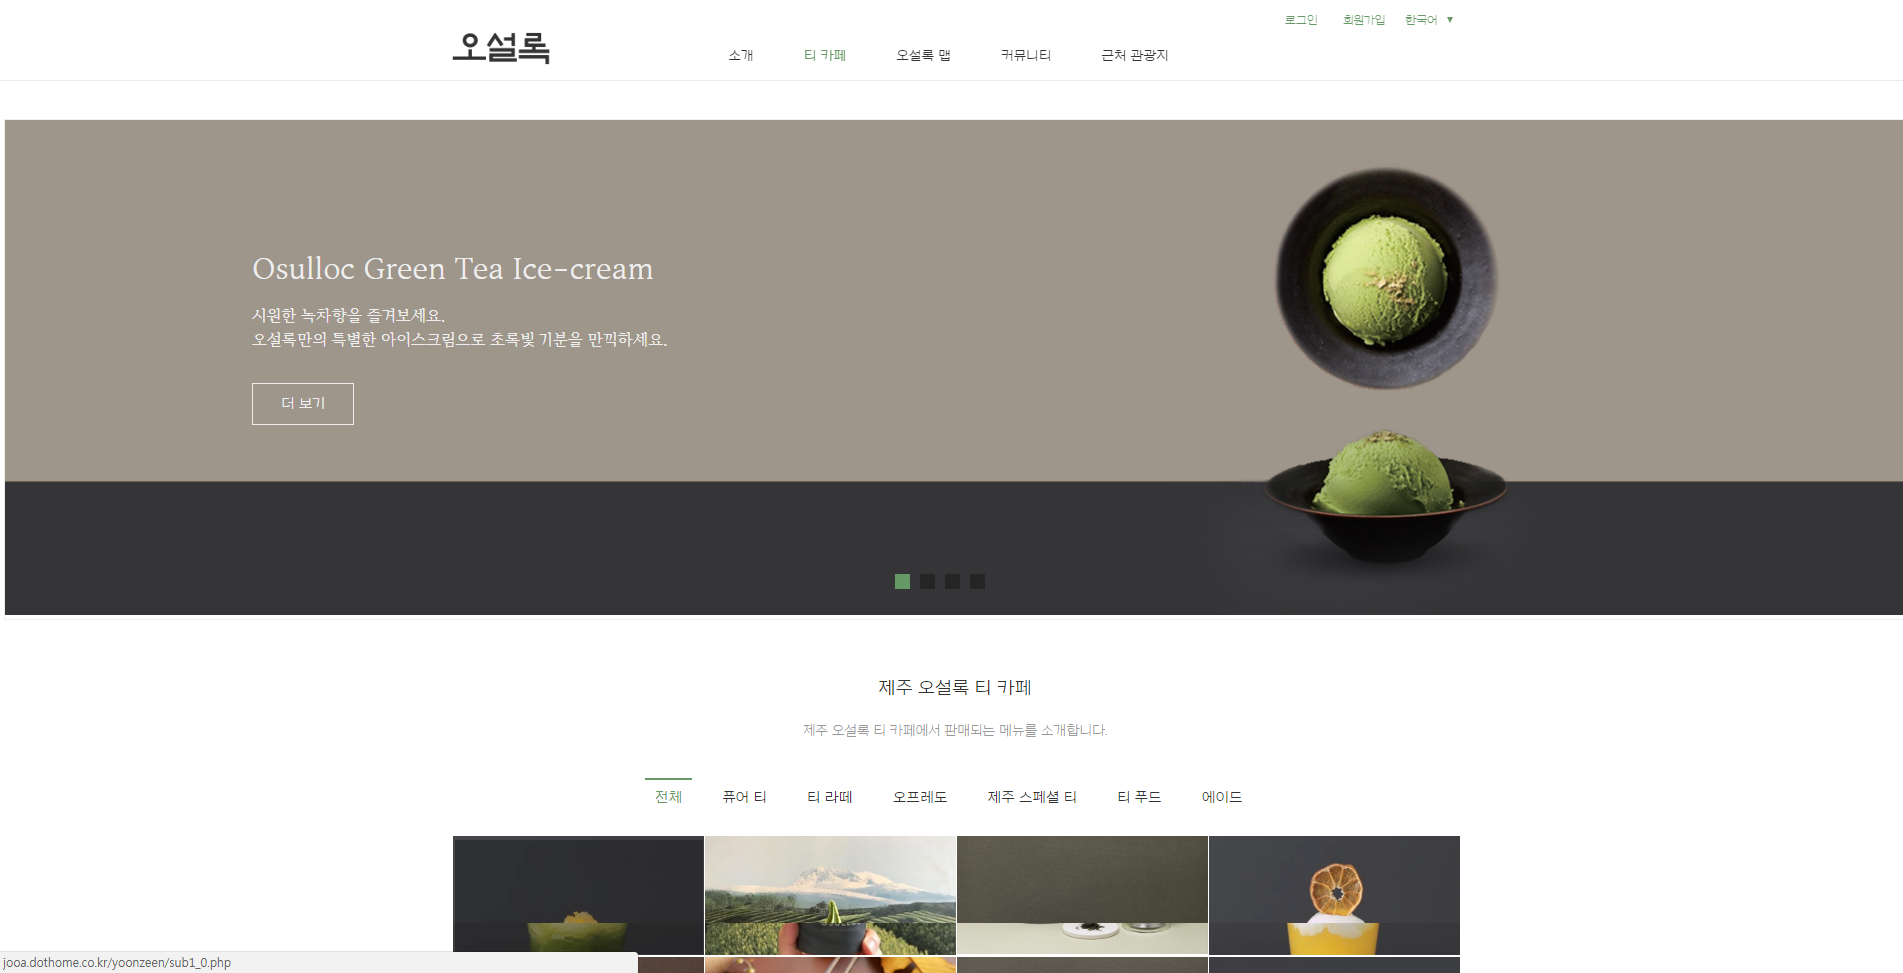 로그인 회원가입 한국어 ▼
오설록
소개 티 카페 오설록 맵 커뮤니티 근처 관광지
Osulloc Green Tea Ice-cream
시원한 녹차향을 즐겨보세요.
오설록만의 특별한 아이스크림으로 초록빛 기분을 만끽하세요.
더 보기
제주 오설록 티 카페
제주 오설록 티 카페에서 판매되는 메뉴를 소개합니다.
전체 퓨어 티 티 라떼 오프레도 제주 스페셜 티 티 푸드 에이드
jooa.dothome.co.kr/yoonzeen/sub1_0.php